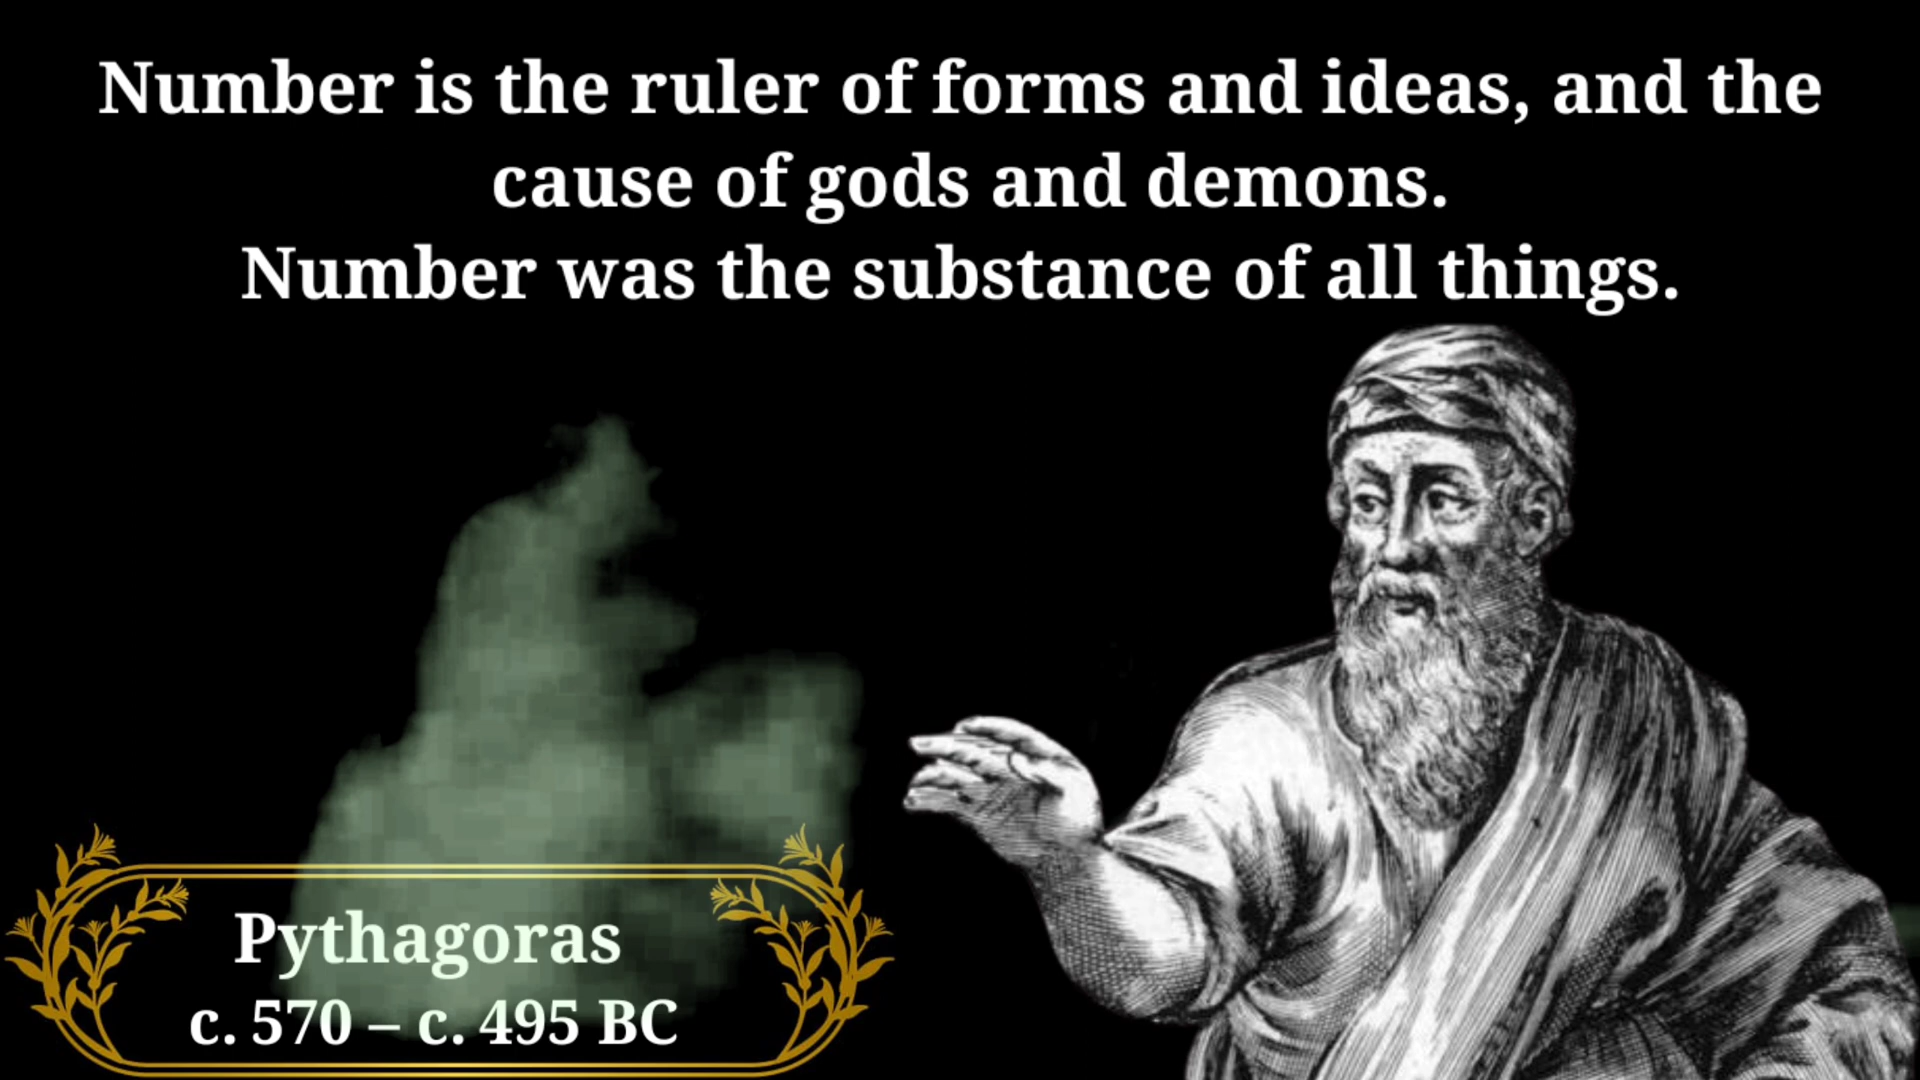 Number is the ruler of forms and ideas, and the
cause of gods and demons.
Number was the substance of all things.
Pythagoras
c. 570 – c. 495 BC